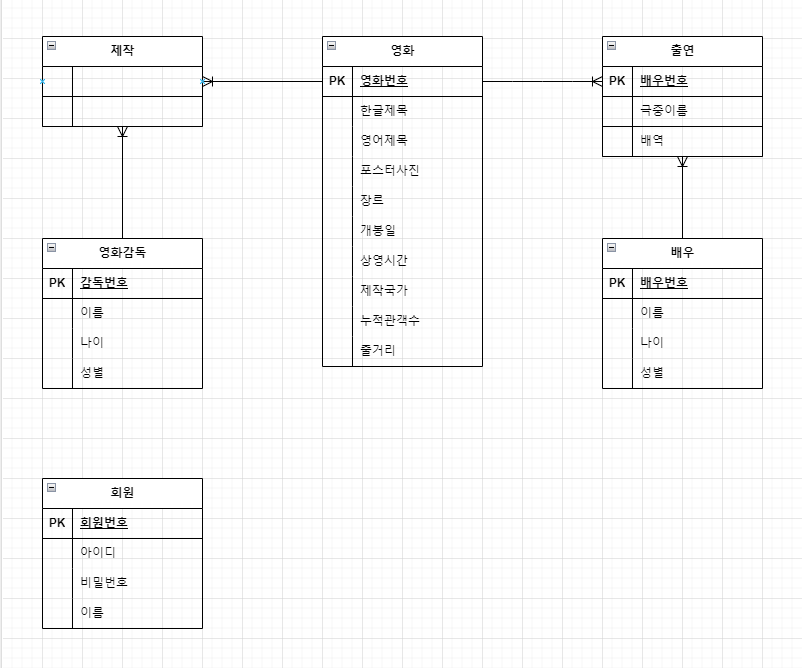 제작
영화
PK 영화번호
한글제목
영어제목
포스터사진
장르
개봉일
상영시간
제작국가
누적관객수
줄거리
출연
PK 배우번호
극중이름
배역
영화감독
PK 감독번호
이름
나이
성별
배우
PK 배우번호
이름
나이
성별
회원
PK 회원번호
아이디
비밀번호
이름